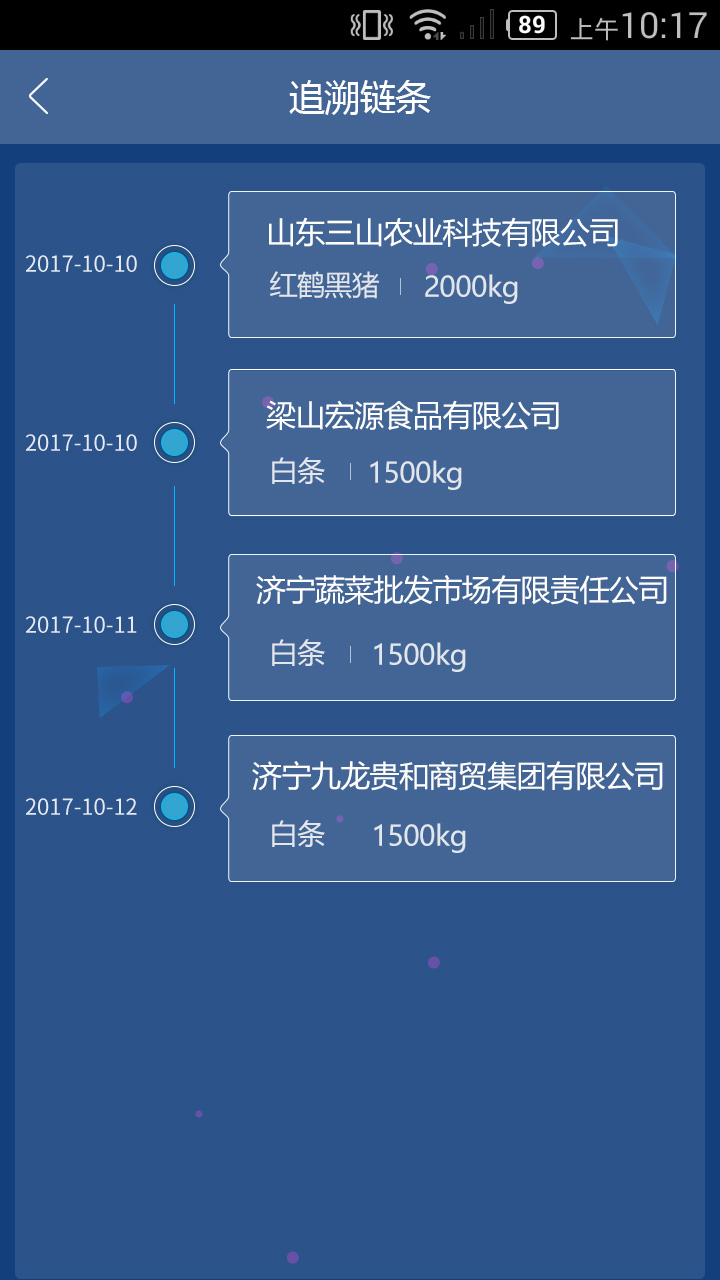 89 上午10:17
追溯链条
2017-10-10
山东三山农业科技有限公司
红鹤黑猪 | 2000kg
2017-10-10
梁山宏源食品有限公司
白条 | 1500kg
2017-10-11
济宁蔬菜批发市场有限责任公司
白条 | 1500kg
2017-10-12
济宁九龙贵和商贸集团有限公司
白条 1500kg